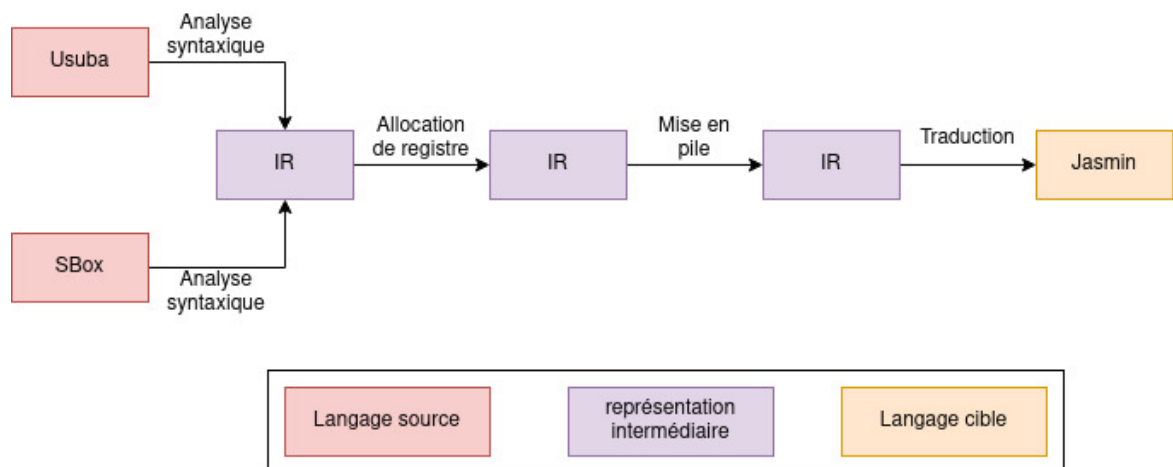 Analyse
syntaxique
Usuba
Allocation
de registre
Mise en
pile
Traduction
IR
IR
IR
Jasmin
SBox
Analyse
syntaxique
Langage source
représentation
intermédiaire
Langage cible